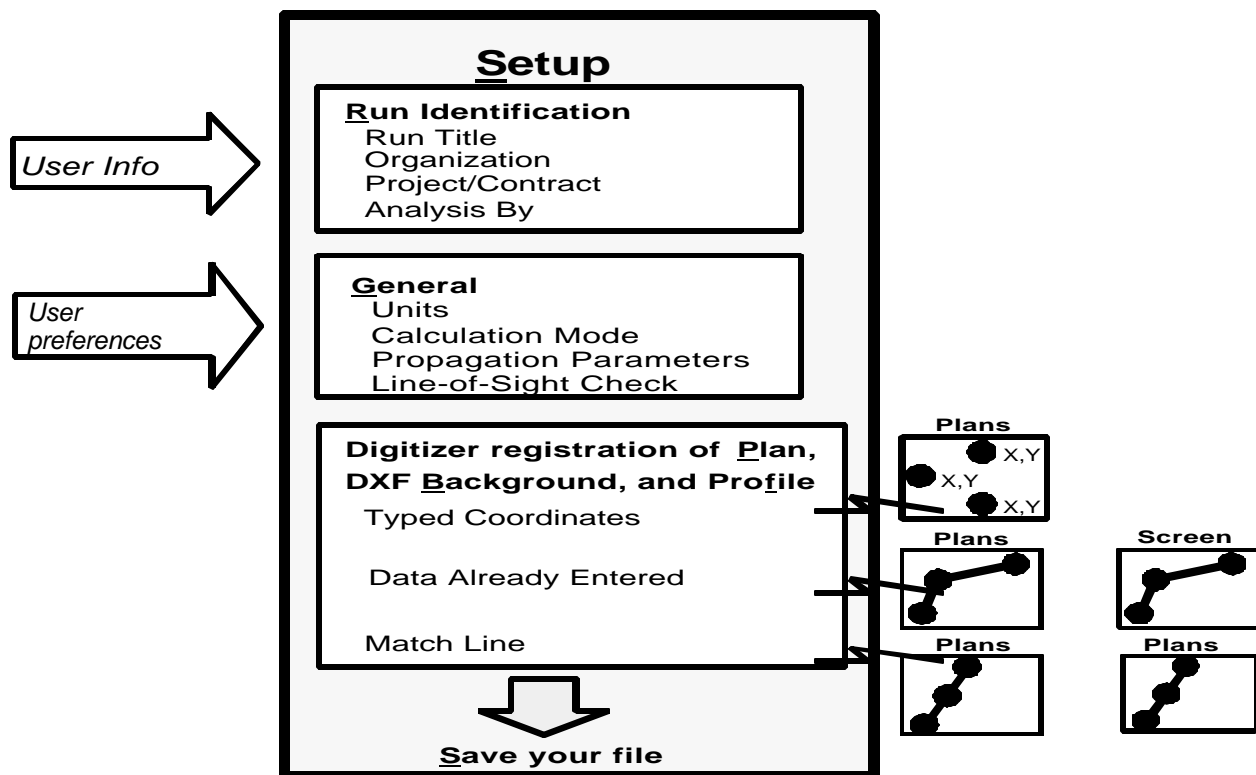 Setup
Run Identification
Run Title
Organization
Project/Contract
Analysis By
User Info
General
Units
Calculation Mode
Propagation Parameters
Line-of-Sight Check
User
preferences
Digitizer registration of Plan,
DXF Background, and Profile
Typed Coordinates
Data Already Entered
Match Line
Save your file
Plans
X,Y
X,Y
X,Y
Plans
Screen
Plans
Plans